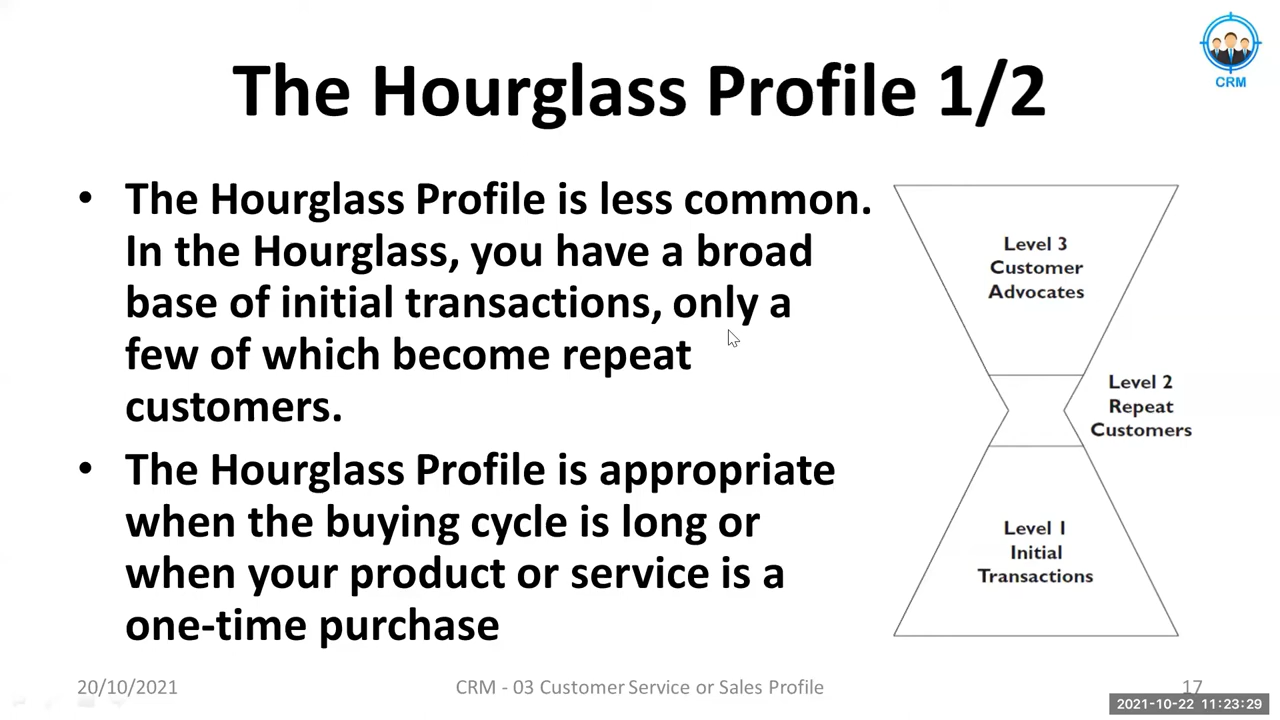 CRM
The Hourglass Profile 1/2
• The Hourglass Profile is less common.
In the Hourglass, you have a broad
base of initial transactions, only a
few of which become repeat
customers.
• The Hourglass Profile is appropriate
when the buying cycle is long or
when your product or service is a
one-time purchase
Level 3
Customer
Advocates
Level 2
Repeat
Customers
Level 1
Initial
Transactions
20/10/2021
CRM - 03 Customer Service or Sales Profile
17
2021-10-22 11:23:29